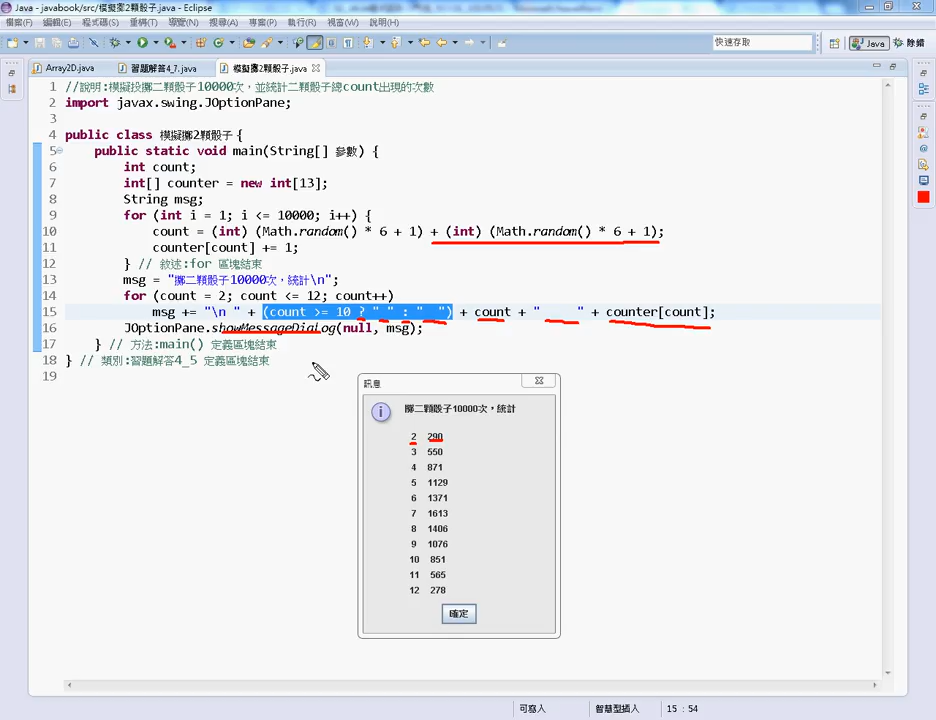 Java - javabook/src/模擬擲2顆骰子.java - Eclipse
檔案(F) 編輯(E) 程式碼(S) 重構(T) 導覽(N) 搜尋(A) 專案(P) 執行(R) 視窗(W) 說明(H)
快速存取
Java
除錯
Array2D.java
習題解答4_7.java
模擬擲2顆骰子.java
1 //說明:模擬投擲二顆骰子10000次，並統計二顆骰子總count出現的次數
2 import javax.swing.JOptionPane;
3
4 public class 模擬擲2顆骰子 {
5 public static void main(String[] 參數) {
6 int count;
7 int[] counter = new int[13];
8 String msg;
9 for (int i = 1; i <= 10000; i++) {
10 count = (int) (Math.random() * 6 + 1) + (int) (Math.random() * 6 + 1);
11 counter[count] += 1;
12 } // 敘述:for 區塊結束
13 msg = "擲二顆骰子10000次，統計\n";
14 for (count = 2; count <= 12; count++)
15 msg += "\n " + (count >= 10 ? " " : "  ") + count + "   " + counter[count];
16 JOptionPane.showMessageDialog(null, msg);
17 } // 方法:main() 定義區塊結束
18 } // 類別:習題解答4_5 定義區塊結束
19
訊息
擲二顆骰子10000次，統計
2 290
3 550
4 871
5 1129
6 1371
7 1613
8 1406
9 1076
10 851
11 565
12 278
確定
可寫入
智慧型插入
15 : 54